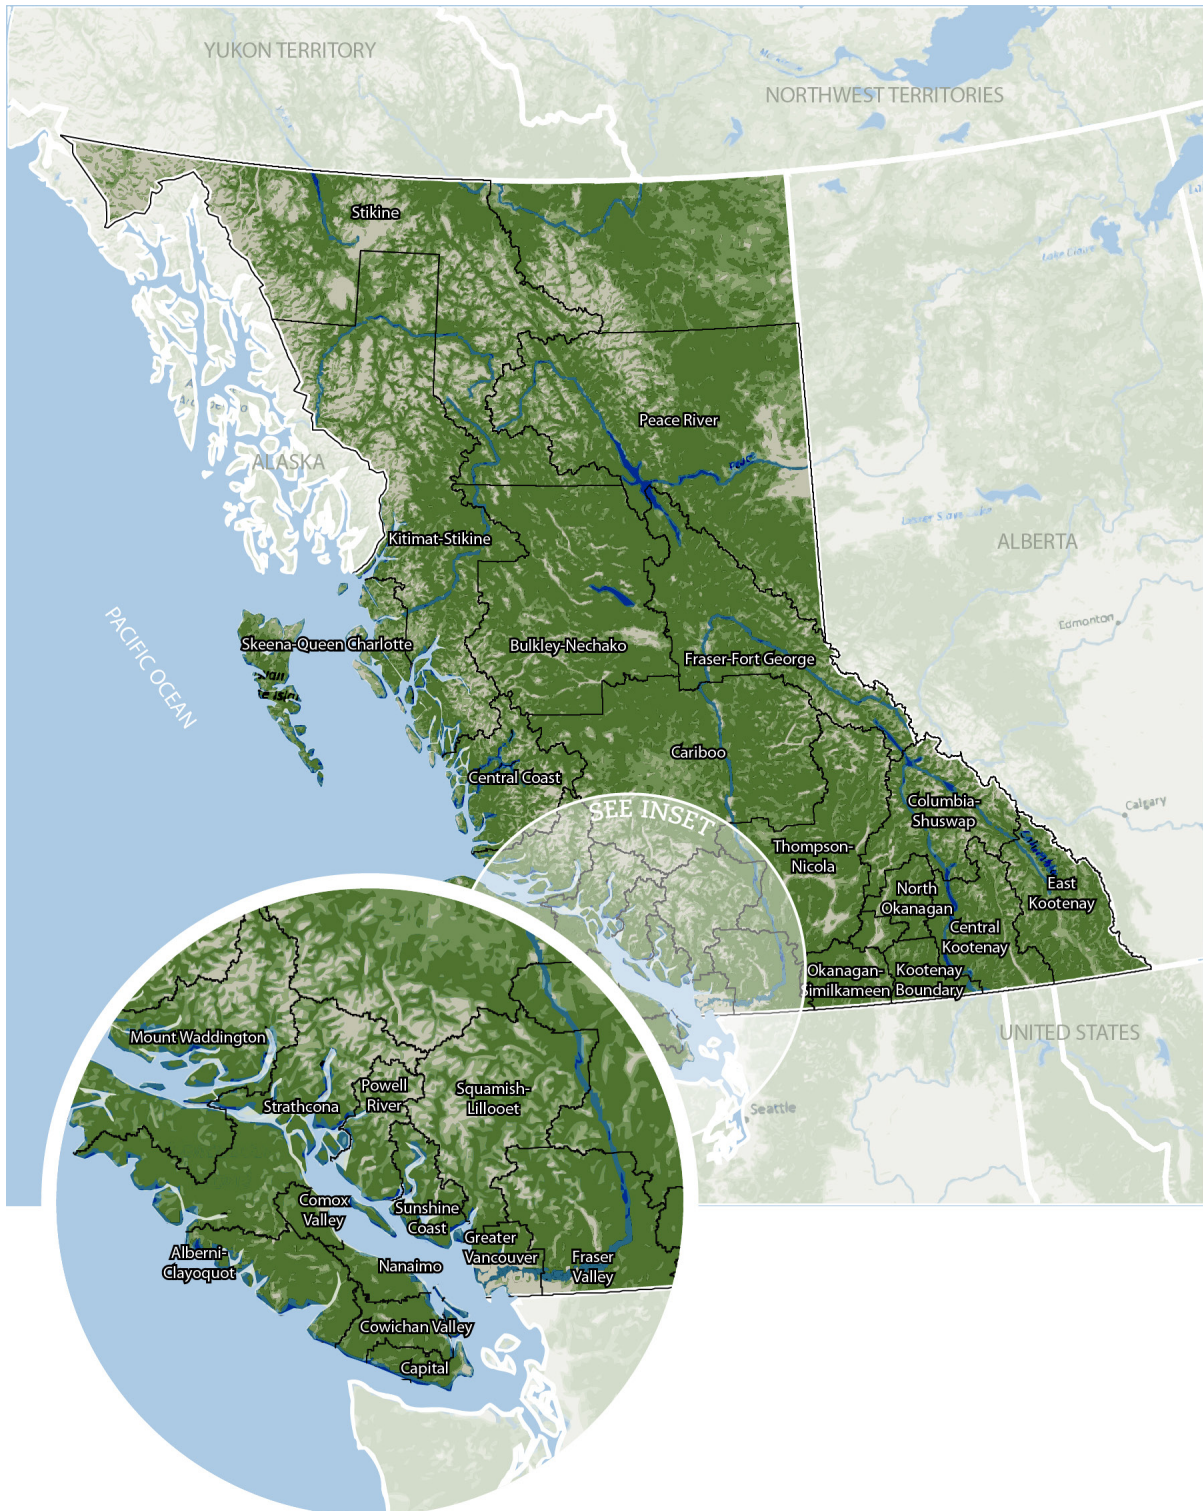 YUKON TERRITORY
NORTHWEST TERRITORIES
Stikine
Peace River
Peace
ALASKA
Kitimat-Stikine
ALBERTA
PACIFIC OCEAN
Skeena-Queen Charlotte
Bulkley-Nechako
Fraser-Fort George
Edmonton
Cariboo
Central Coast
Columbia-
Shuswap
Calgary
SEE INSET
Thompson-
Nicola
Columbia
East
Kootenay
North
Okanagan
Central
Kootenay
Okanagan-
Similkameen
Kootenay
Boundary
UNITED STATES
Seattle
Mount Waddington
Powell
River
Squamish-
Lillooet
Strathcona
Comox
Valley
Sunshine
Coast
Greater
Vancouver
Fraser
Valley
Alberni-
Clayoquot
Nanaimo
Cowichan Valley
Capital